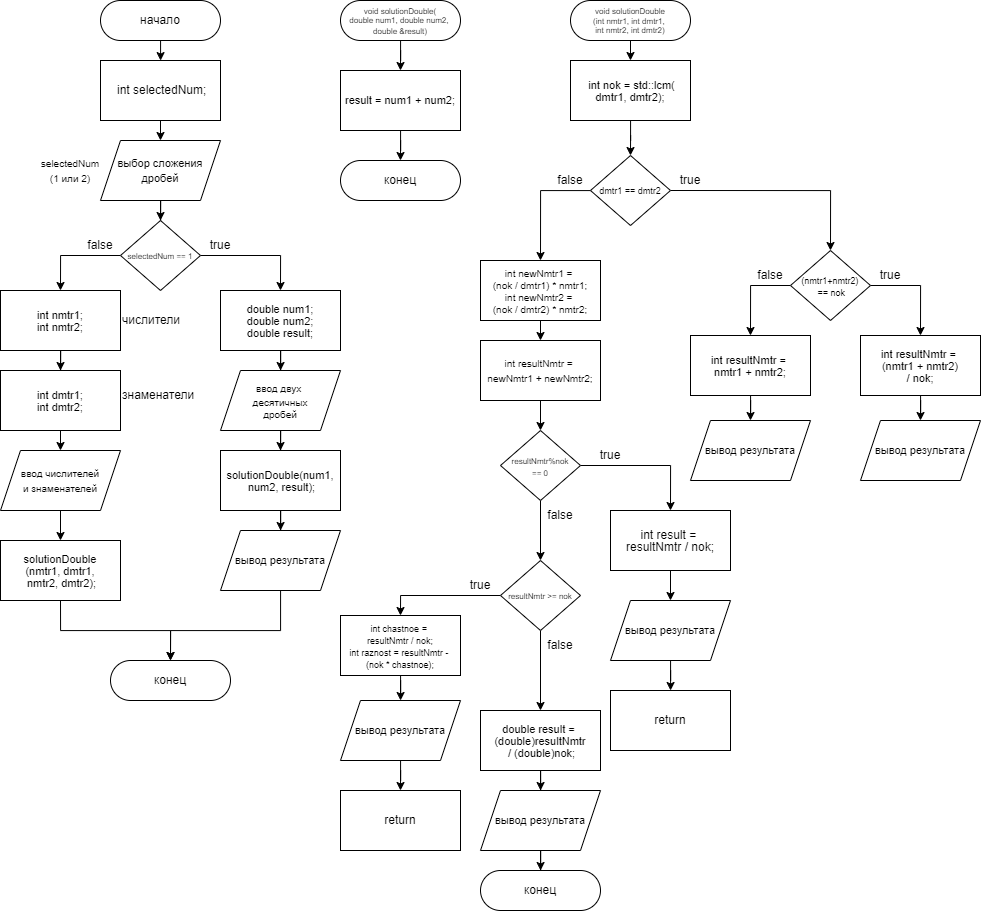 начало
int selectedNum;
selectedNum
(1 или 2)
выбор сложения
дробей
false
true
selectedNum == 1
int nmtr1;
int nmtr2;
числители
int dmtr1;
int dmtr2;
знаменатели
ввод числителей
и знаменателей
solutionDouble
(nmtr1, dmtr1,
nmtr2, dmtr2);
double num1;
double num2;
double result;
ввод двух
десятичных
дробей
solutionDouble(num1,
num2, result);
вывод результата
конец
void solutionDouble(
double num1, double num2,
double &result)
result = num1 + num2;
конец
void solutionDouble
(int nmtr1, int dmtr1,
int nmtr2, int dmtr2)
int nok = std::lcm(
dmtr1, dmtr2);
false
true
dmtr1 == dmtr2
int newNmtr1 =
(nok / dmtr1) * nmtr1;
int newNmtr2 =
(nok / dmtr2) * nmtr2;
int resultNmtr =
newNmtr1 + newNmtr2;
resultNmtr%nok
== 0
true
false
int result =
resultNmtr / nok;
вывод результата
return
true
resultNmtr >= nok
false
int chastnoe =
resultNmtr / nok;
int raznost = resultNmtr -
(nok * chastnoe);
вывод результата
return
double result =
(double)resultNmtr
/ (double)nok;
вывод результата
конец
false
true
(nmtr1+nmtr2)
== nok
int resultNmtr =
nmtr1 + nmtr2;
вывод результата
int resultNmtr =
(nmtr1 + nmtr2)
/ nok;
вывод результата